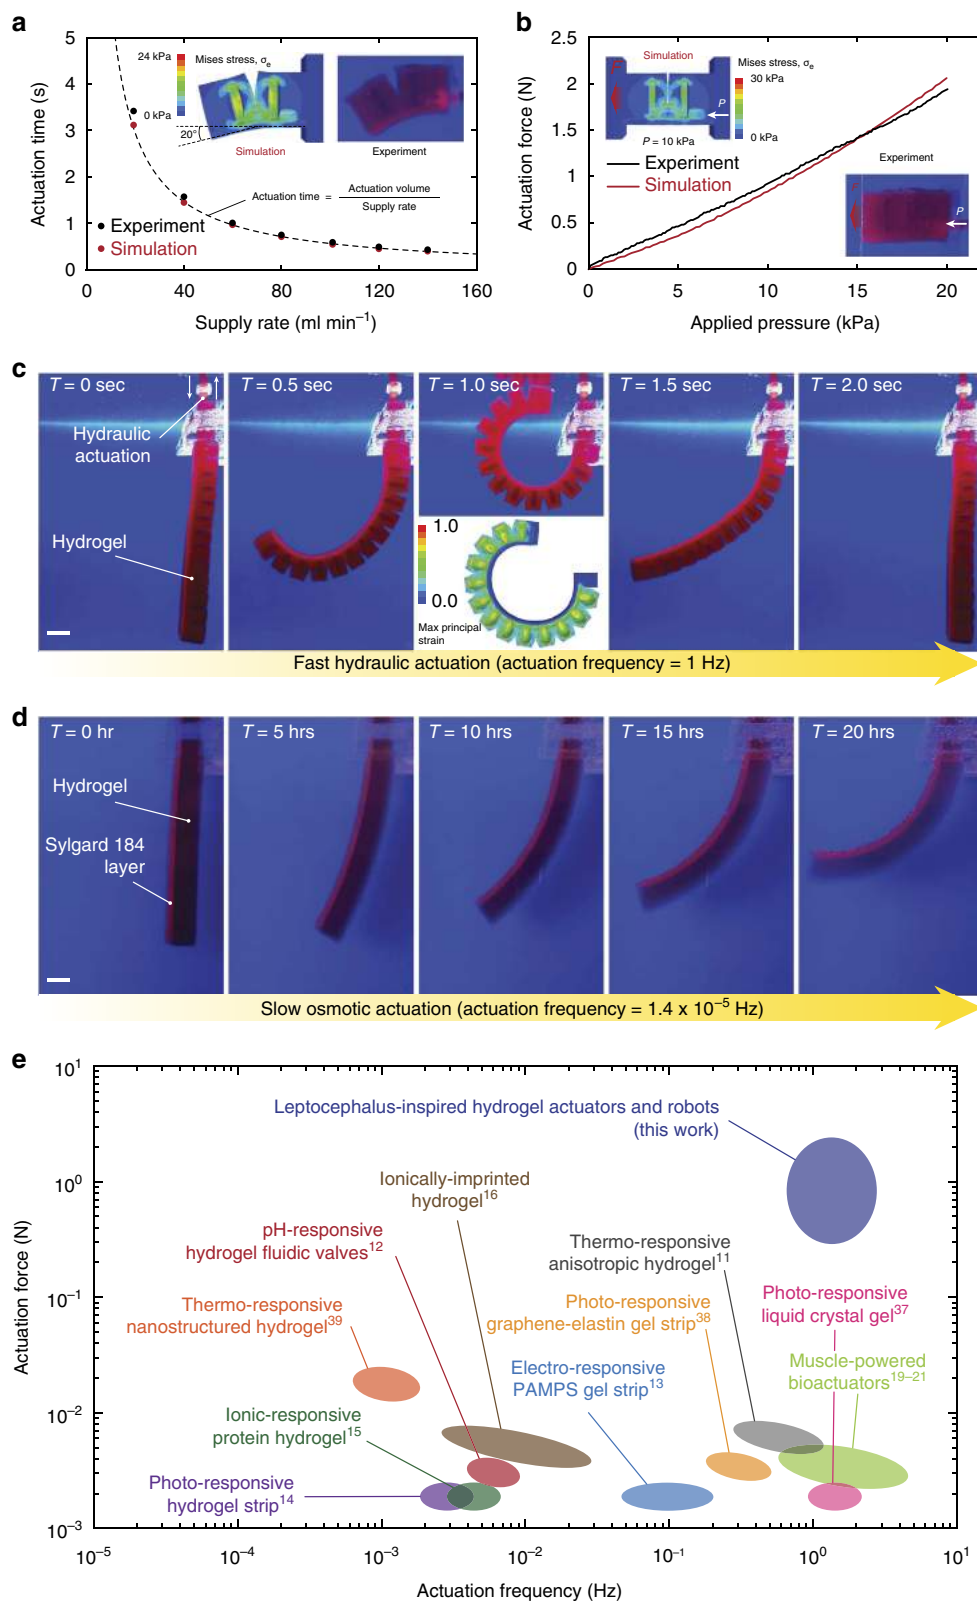 a
5
4
3
2
1
0
0
40
80
120
160
Actuation time (s)
Supply rate (ml min⁻¹)
24 kPa
0 kPa
Mises stress, σₑ
20°
Simulation
Experiment
Actuation time = Actuation volume / Supply rate
Experiment
Simulation
b
2.5
2
1.5
1
0.5
0
0
5
10
15
20
Actuation force (N)
Applied pressure (kPa)
Simulation
Mises stress, σₑ
30 kPa
0 kPa
P
P = 10 kPa
Experiment
Simulation
Experiment
P
c
T = 0 sec
T = 0.5 sec
T = 1.0 sec
T = 1.5 sec
T = 2.0 sec
Hydraulic
actuation
Hydrogel
1.0
0.0
Max principal
strain
Fast hydraulic actuation (actuation frequency = 1 Hz)
d
T = 0 hr
T = 5 hrs
T = 10 hrs
T = 15 hrs
T = 20 hrs
Hydrogel
Sylgard 184
layer
Slow osmotic actuation (actuation frequency = 1.4 x 10⁻⁵ Hz)
e
10¹
10⁰
10⁻¹
10⁻²
10⁻³
Actuation force (N)
Leptocephalus-inspired hydrogel actuators and robots
(this work)
Ionically-imprinted
hydrogel¹⁶
pH-responsive
hydrogel fluidic valves¹²
Thermo-responsive
anisotropic hydrogel¹¹
Thermo-responsive
nanostructured hydrogel³⁹
Photo-responsive
graphene-elastin gel strip³⁸
Photo-responsive
liquid crystal gel³⁷
Electro-responsive
PAMPS gel strip¹³
Muscle-powered
bioactuators¹⁹⁻²¹
Ionic-responsive
protein hydrogel¹⁵
Photo-responsive
hydrogel strip¹⁴
10⁻⁵
10⁻⁴
10⁻³
10⁻²
10⁻¹
10⁰
10¹
Actuation frequency (Hz)